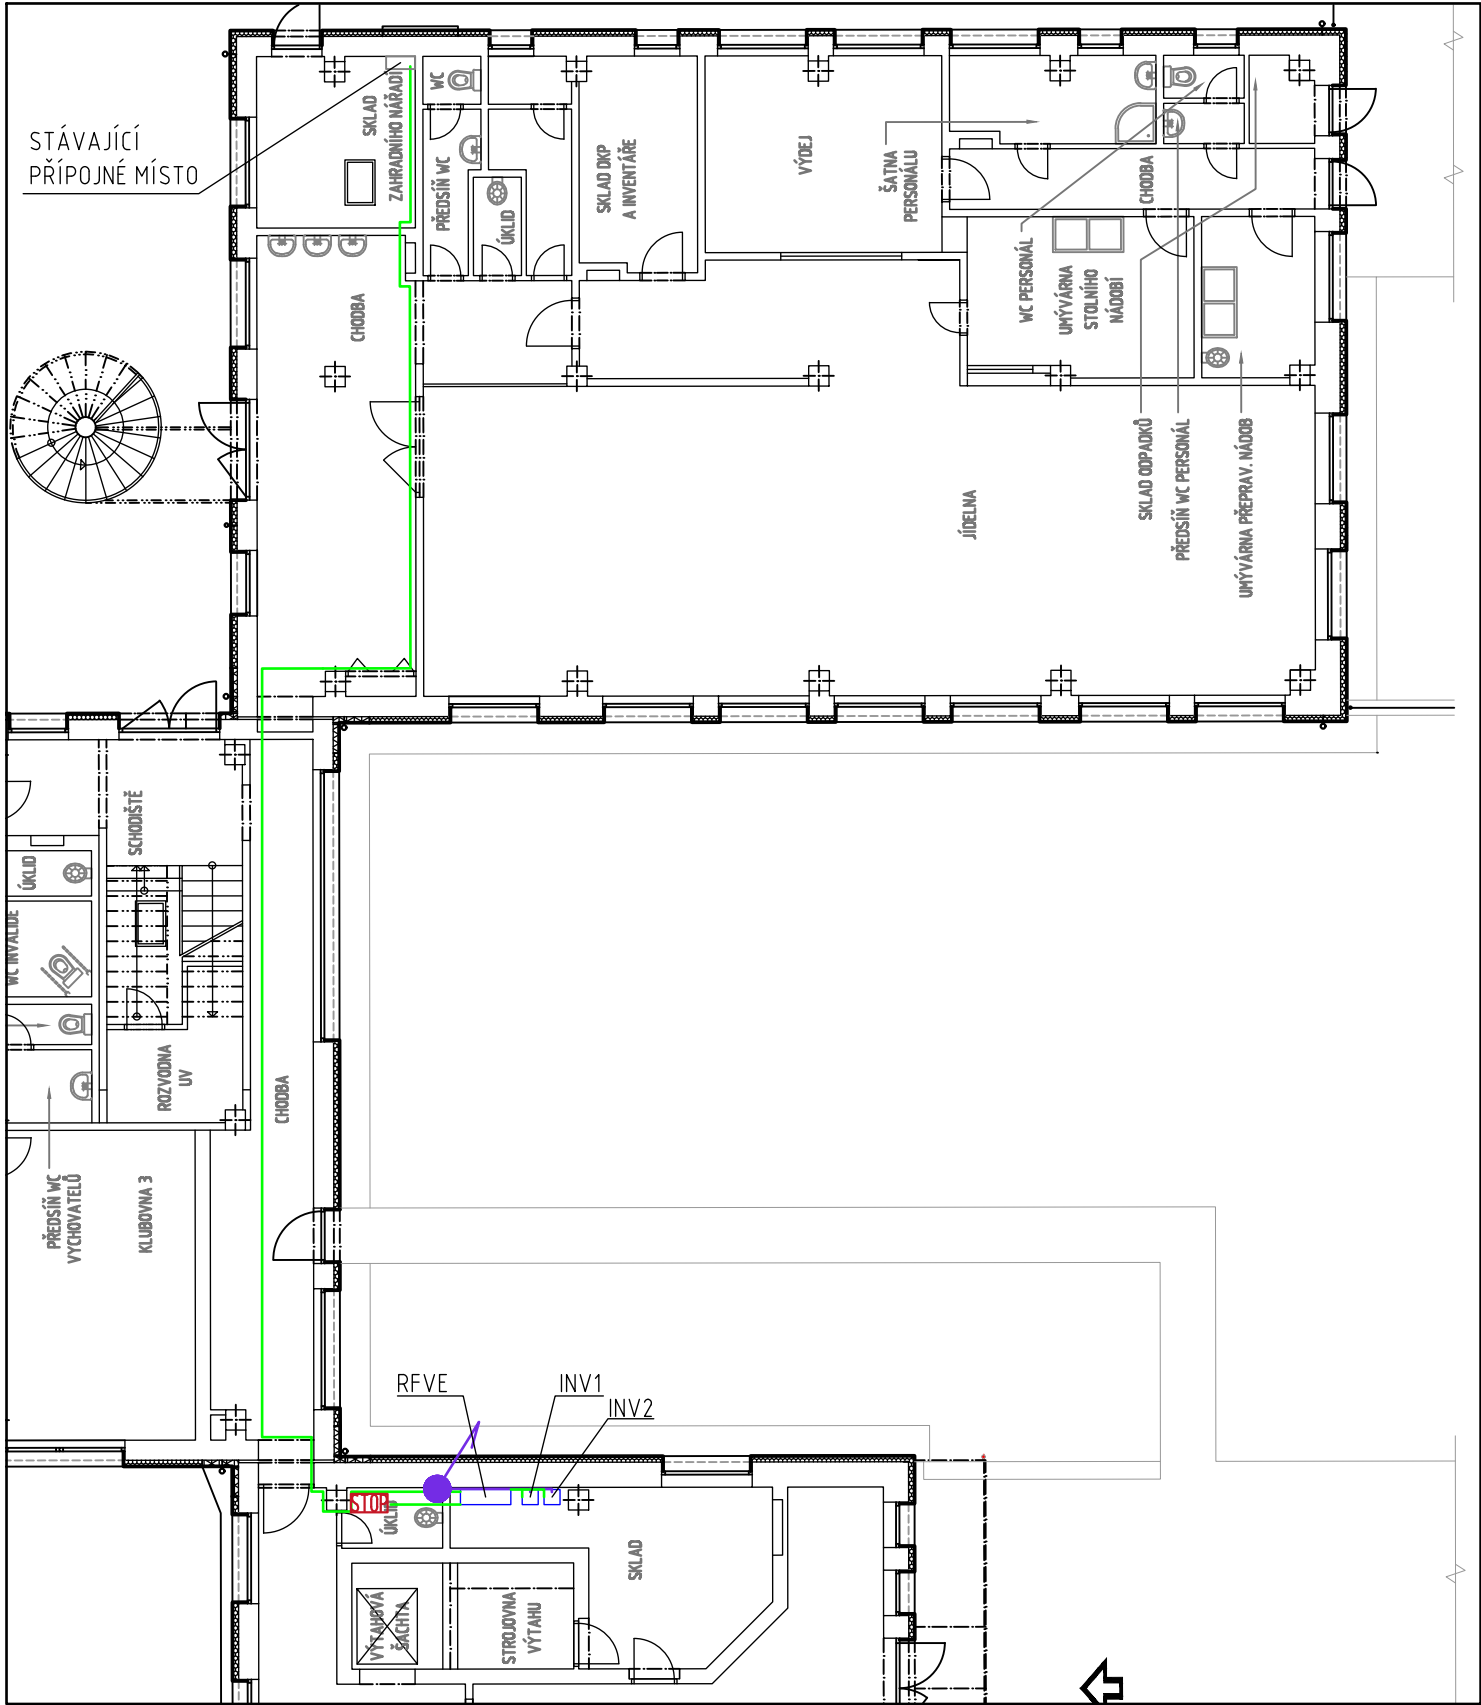 STÁVAJÍCÍ
PŘÍPOJNÉ MÍSTO
SKLAD
ZAHRADNÍHO NÁŘADÍ
WC
PŘEDSÍŇ WC
ÚKLID
SKLAD DKP
A INVENTÁŘE
VÝDEJ
ŠATNA
PERSONÁLU
CHODBA
WC PERSONÁL
UMÝVÁRNA
STOLNÍHO
NÁDOBÍ
CHODBA
SKLAD ODPADKŮ
PŘEDSÍŇ WC PERSONÁL
UMÝVÁRNA PŘEPRAV. NÁDOB
JÍDELNA
SCHODIŠTĚ
ÚKLID
WC INVALIDÉ
ROZVODNA
UV
CHODBA
PŘEDSÍŇ WC
VYCHOVATELŮ
KLUBOVNA 3
RFVE
INV1
INV2
STOP
ÚKLID
SKLAD
VÝTAHOVÁ
ŠACHTA
STROJOVNA
VÝTAHU